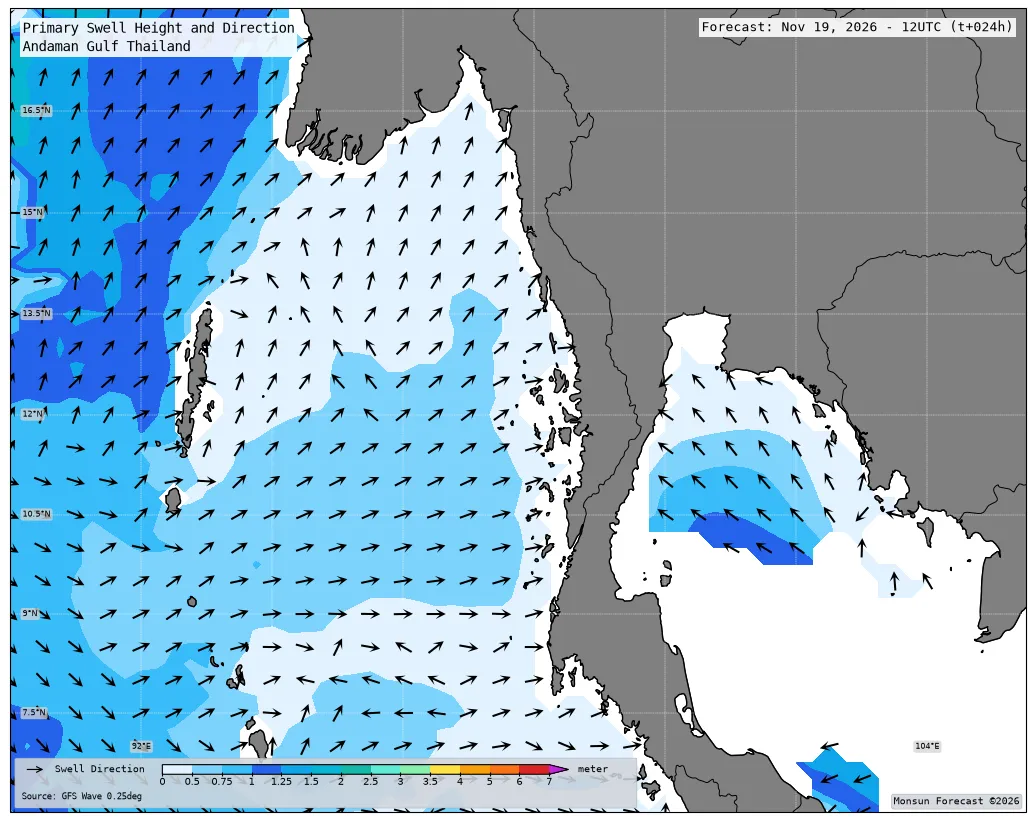 Primary Swell Height and Direction
Andaman Gulf Thailand
Forecast: Nov 19, 2026 - 12UTC (t+024h)
16.5°N
15°N
13.5°N
12°N
10.5°N
9°N
7.5°N
92°E
104°E
Swell Direction
0 0.5 0.75 1 1.25 1.5 2 2.5 3 3.5 4 5 6 7
meter
Source: GFS Wave 0.25deg
Monsun Forecast ©2026